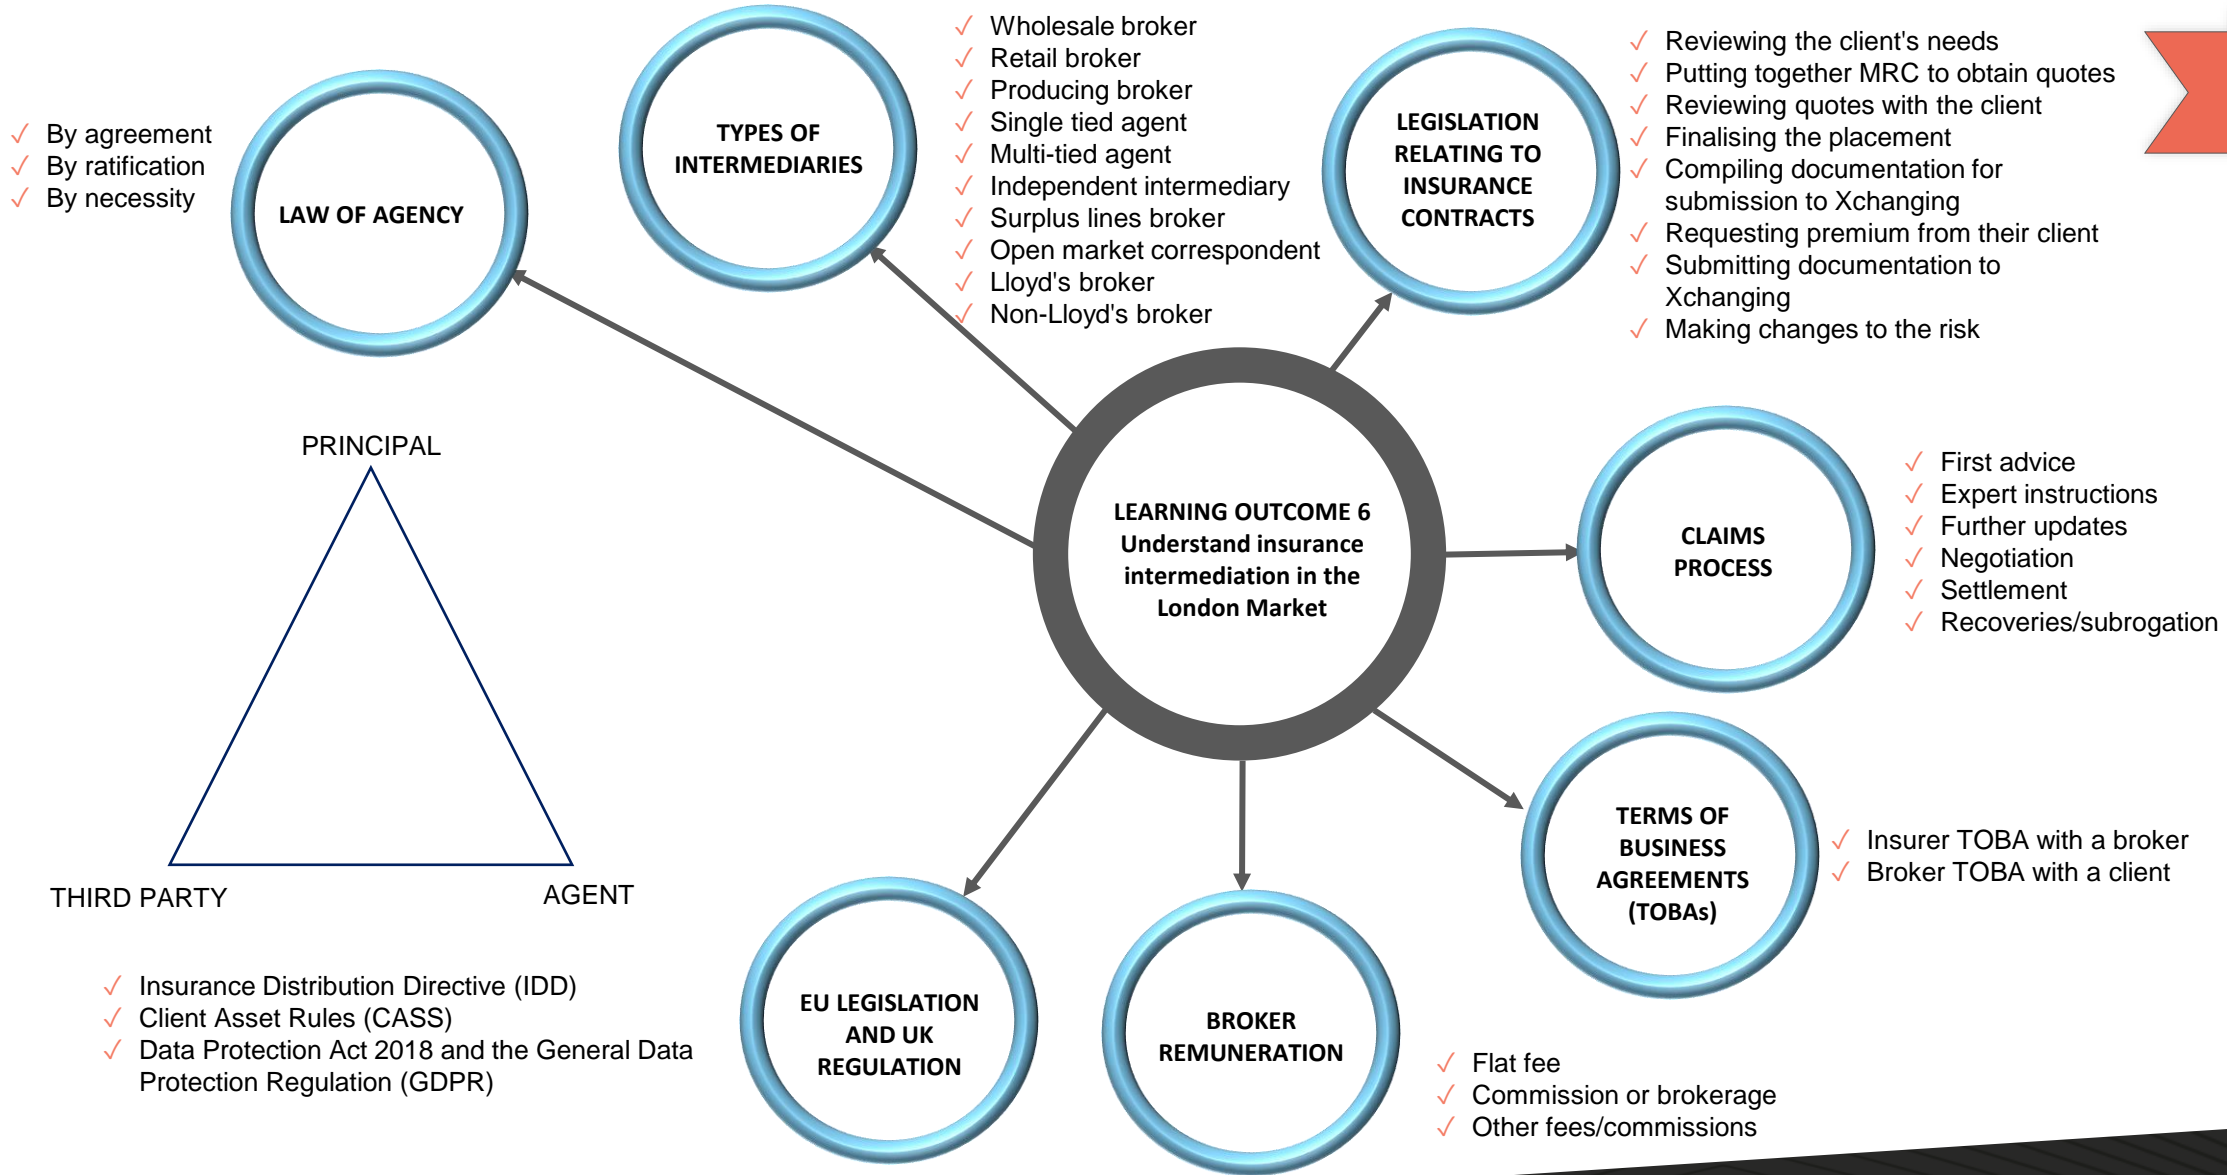 By agreement
By ratification
By necessity
LAW OF AGENCY
TYPES OF
INTERMEDIARIES
Wholesale broker
Retail broker
Producing broker
Single tied agent
Multi-tied agent
Independent intermediary
Surplus lines broker
Open market correspondent
Lloyd's broker
Non-Lloyd's broker
LEGISLATION
RELATING TO
INSURANCE
CONTRACTS
Reviewing the client's needs
Putting together MRC to obtain quotes
Reviewing quotes with the client
Finalising the placement
Compiling documentation for
submission to Xchanging
Requesting premium from their client
Submitting documentation to
Xchanging
Making changes to the risk
PRINCIPAL
THIRD PARTY
AGENT
LEARNING OUTCOME 6
Understand insurance
intermediation in the
London Market
CLAIMS
PROCESS
First advice
Expert instructions
Further updates
Negotiation
Settlement
Recoveries/subrogation
TERMS OF
BUSINESS
AGREEMENTS
(TOBAs)
Insurer TOBA with a broker
Broker TOBA with a client
Insurance Distribution Directive (IDD)
Client Asset Rules (CASS)
Data Protection Act 2018 and the General Data
Protection Regulation (GDPR)
EU LEGISLATION
AND UK
REGULATION
BROKER
REMUNERATION
Flat fee
Commission or brokerage
Other fees/commissions